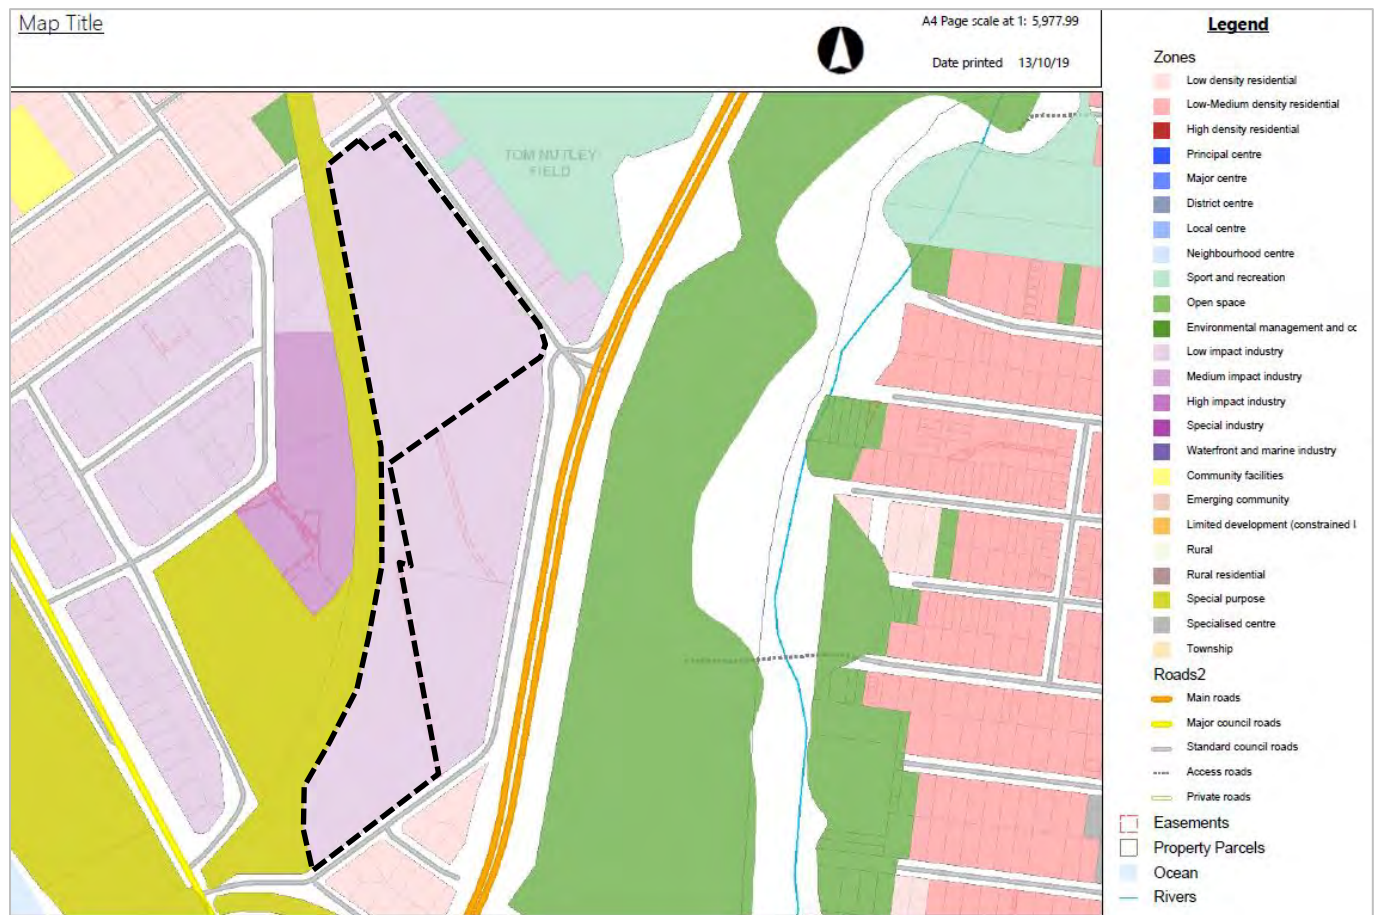 Map Title
A4 Page scale at 1: 5,977.99
Date printed 13/10/19
TOM NUTLEY
FIELD
Legend
Zones
Low density residential
Low-Medium density residential
High density residential
Principal centre
Major centre
District centre
Local centre
Neighbourhood centre
Sport and recreation
Open space
Environmental management and cc
Low impact industry
Medium impact industry
High impact industry
Special industry
Waterfront and marine industry
Community facilities
Emerging community
Limited development (constrained l
Rural
Rural residential
Special purpose
Specialised centre
Township
Roads2
Main roads
Major council roads
Standard council roads
Access roads
Private roads
Easements
Property Parcels
Ocean
Rivers